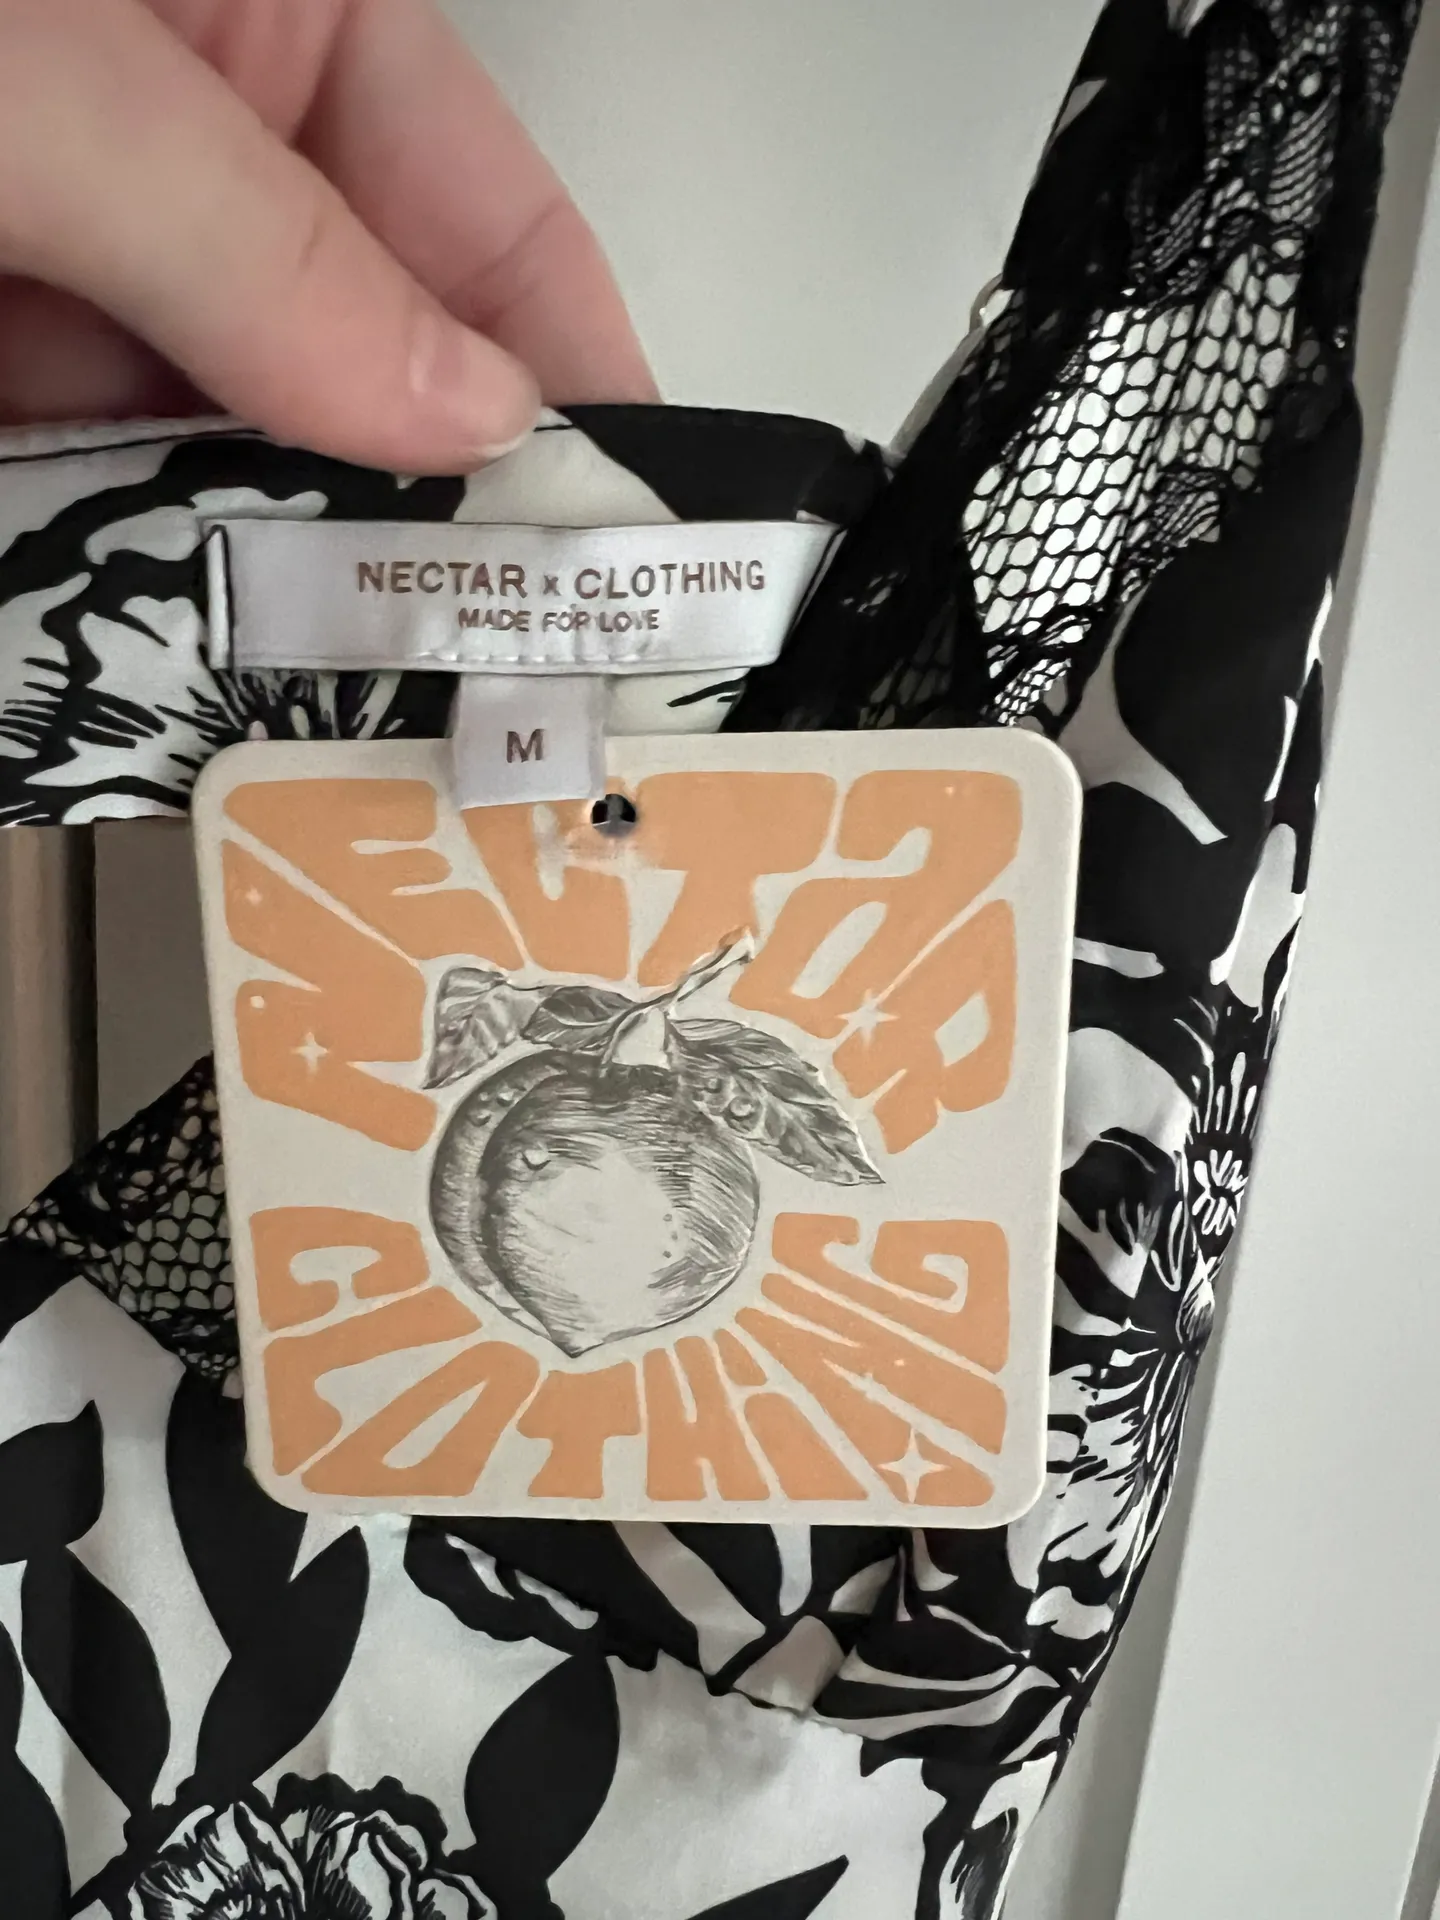 NECTAR x CLOTHING
MADE FOR LOVE
M
NECTAR
CLOTHING